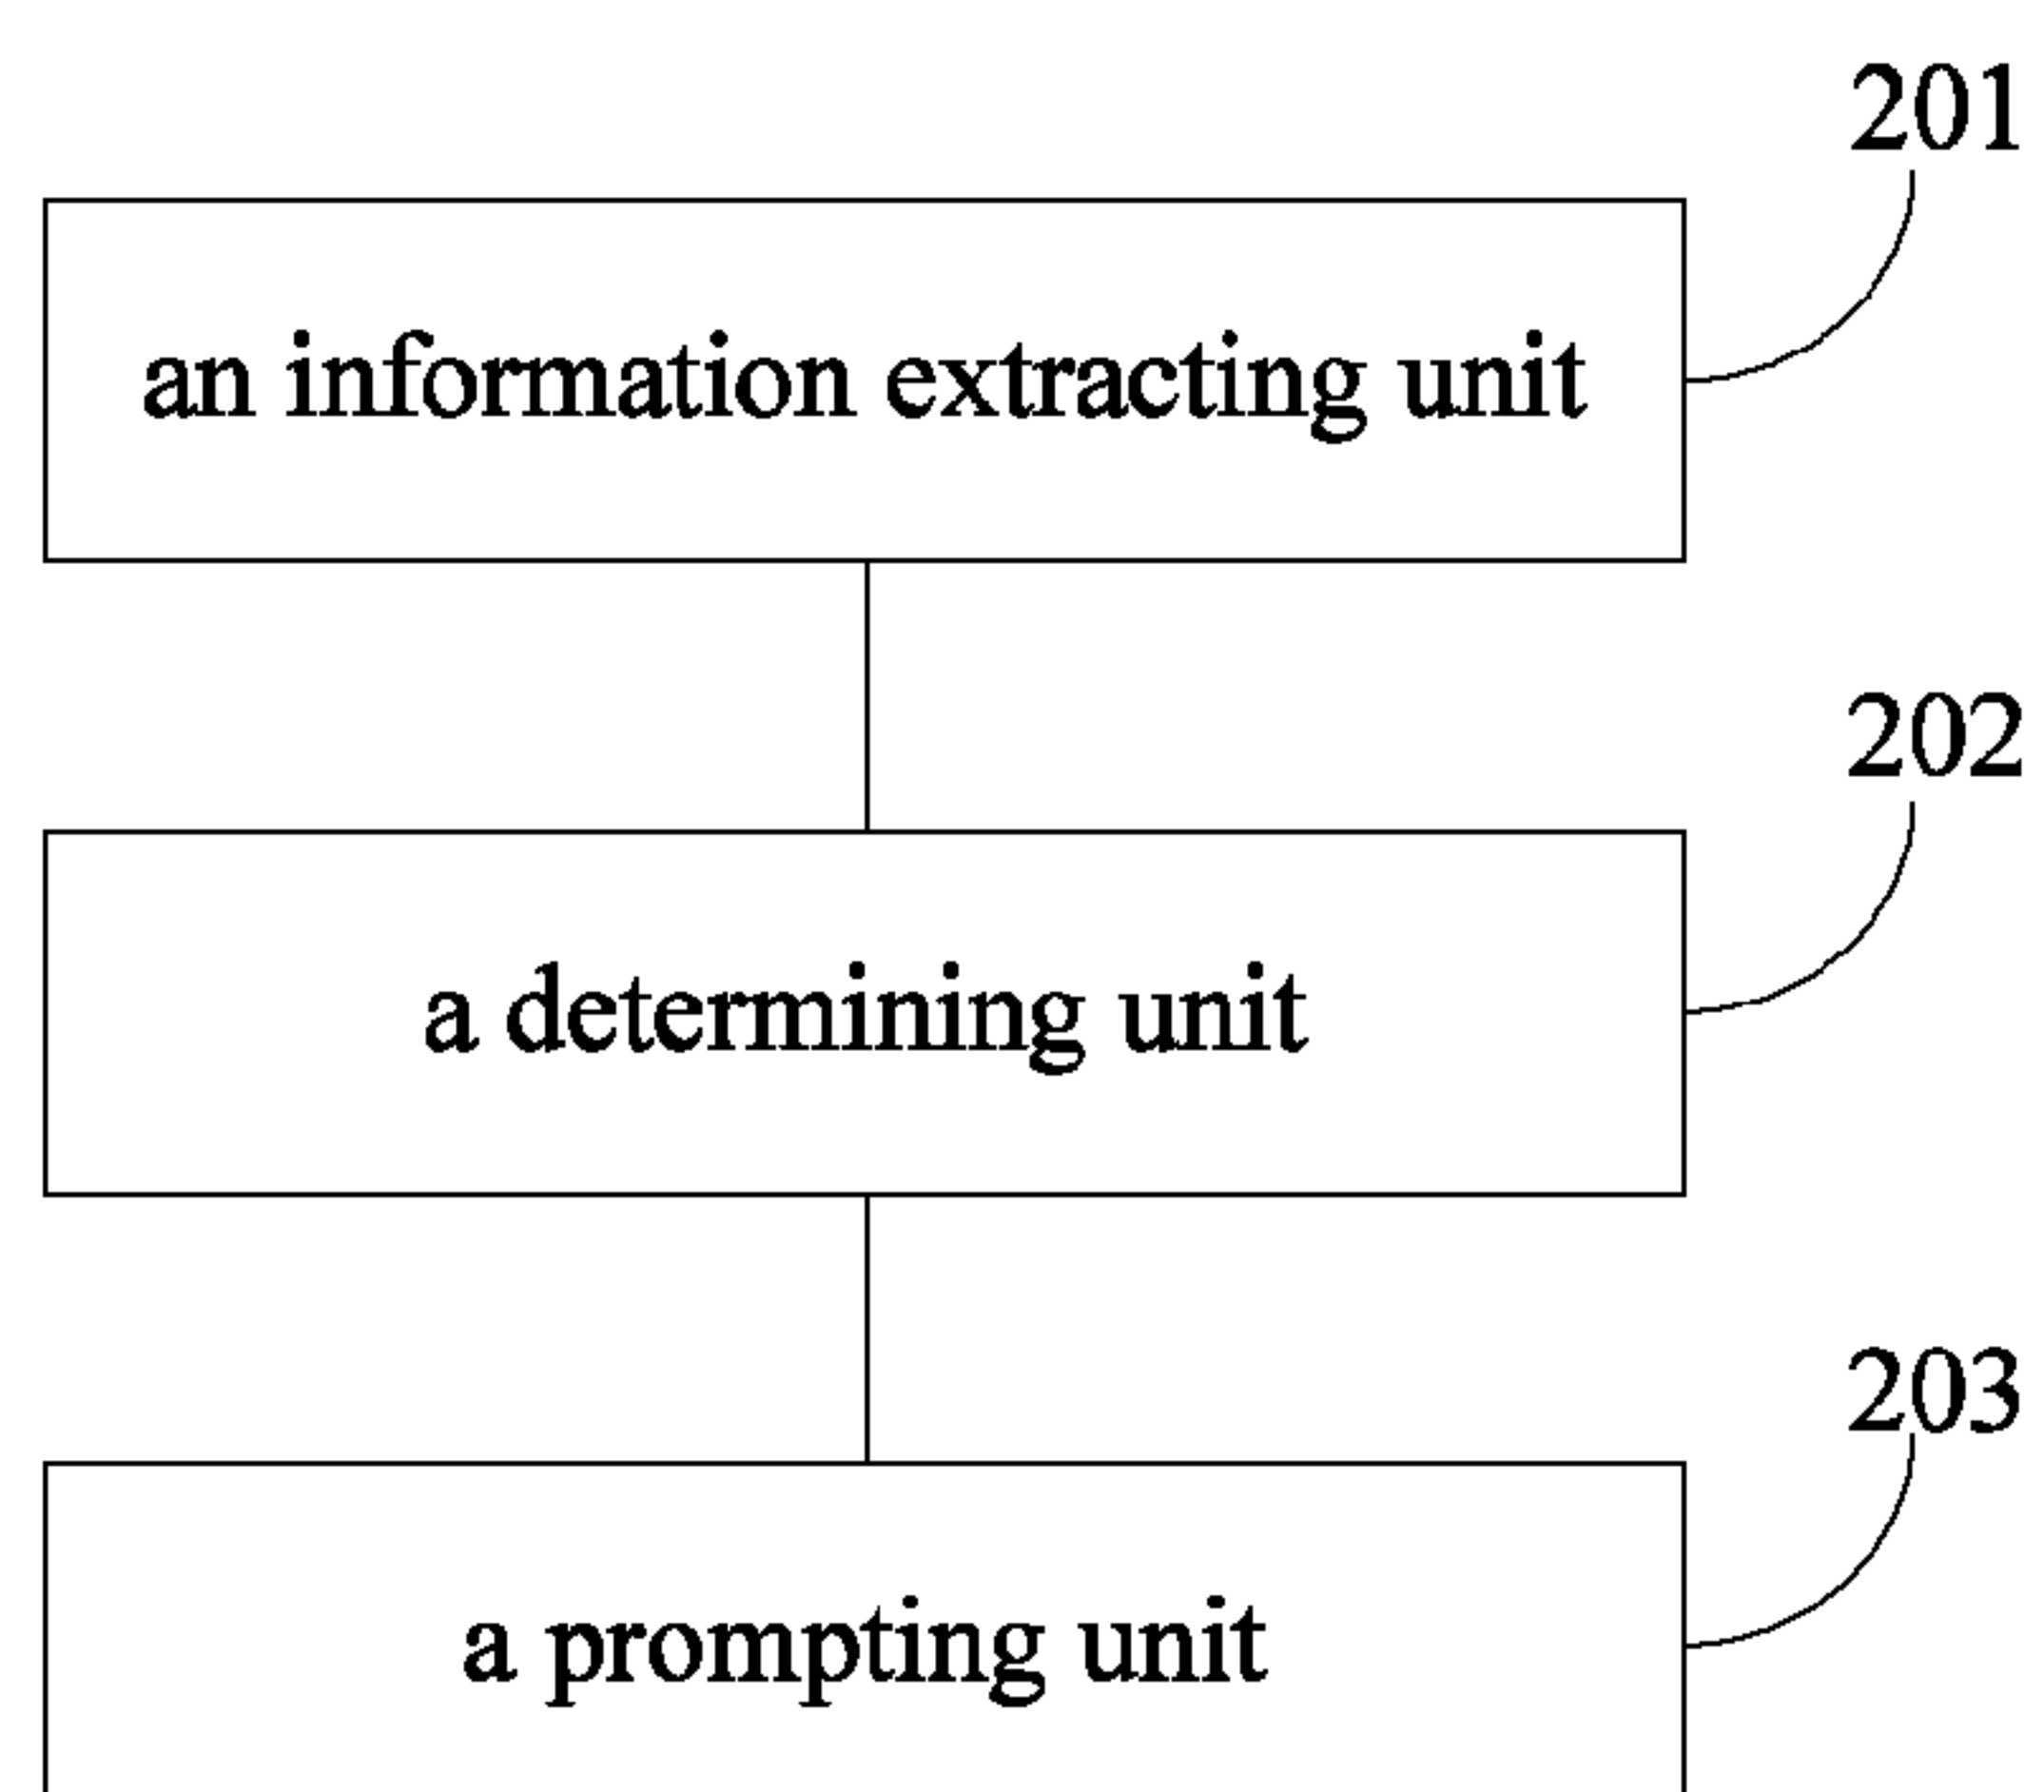 201
an information extracting unit
202
a determining unit
203
a prompting unit